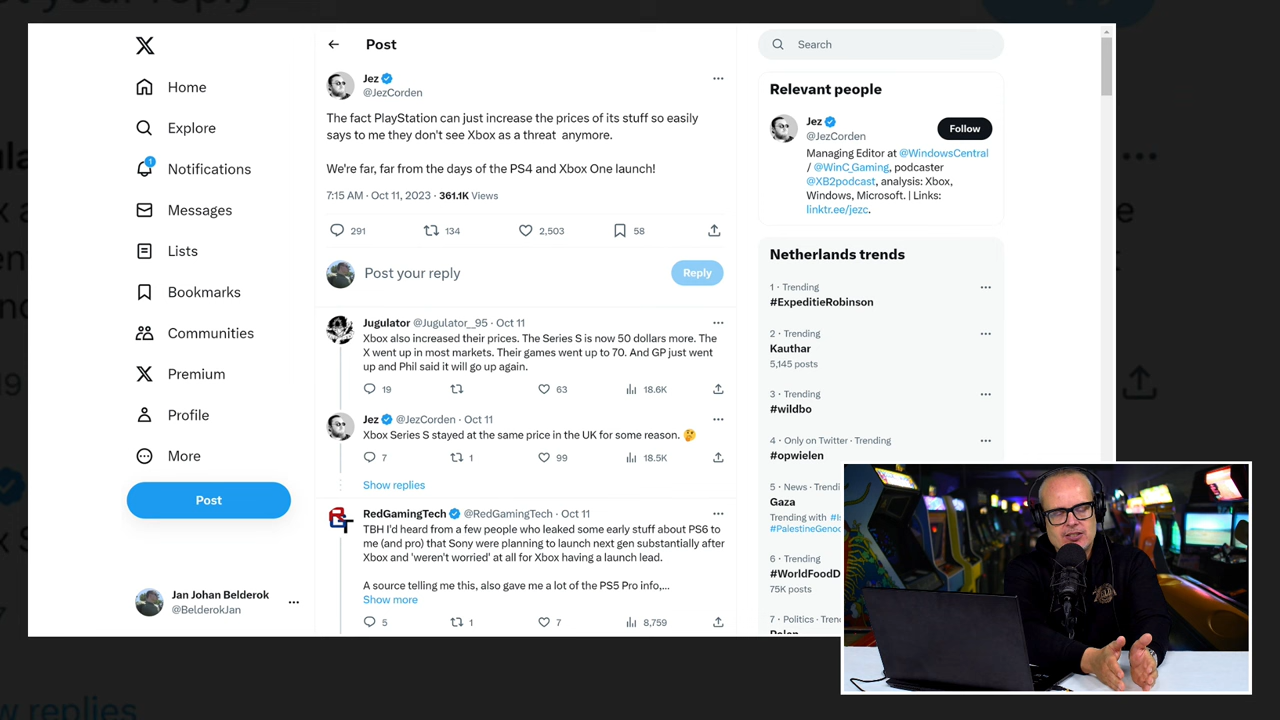 Home
Explore
1
Notifications
Messages
Lists
Bookmarks
Communities
Premium
Profile
More
Post
Jan Johan Belderok
@BelderokJan
Post
Jez
@JezCorden
The fact PlayStation can just increase the prices of its stuff so easily
says to me they don't see Xbox as a threat anymore.
We're far, far from the days of the PS4 and Xbox One launch!
7:15 AM · Oct 11, 2023 · 361.1K Views
291 134 2,503 58
Post your reply
Reply
Jugulator @Jugulator__95 · Oct 11
Xbox also increased their prices. The Series S is now 50 dollars more. The
X went up in most markets. Their games went up to 70. And GP just went
up and Phil said it will go up again.
19 63 18.6K
Jez @JezCorden · Oct 11
Xbox Series S stayed at the same price in the UK for some reason. 🤔
7 1 99 18.5K
Show replies
RedGamingTech @RedGamingTech · Oct 11
TBH I'd heard from a few people who leaked some early stuff about PS6 to
me (and pro) that Sony were planning to launch next gen substantially after
Xbox and 'weren't worried' at all for Xbox having a launch lead.
A source telling me this, also gave me a lot of the PS5 Pro info,...
Show more
5 1 7 8,759
Search
Relevant people
Jez
@JezCorden
Follow
Managing Editor at @WindowsCentral
/ @WinC_Gaming, podcaster
@XB2podcast, analysis: Xbox,
Windows, Microsoft. | Links:
linktr.ee/jezc.
Netherlands trends
1 · Trending
#ExpeditieRobinson
2 · Trending
Kauthar
5,145 posts
3 · Trending
#wildbo
4 · Only on Twitter · Trending
#opwielen
5 · News · Trendi
Gaza
Trending with #I
#PalestineGenoc
6 · Trending
#WorldFoodD
75K posts
7 · Politics · Tren
w replies